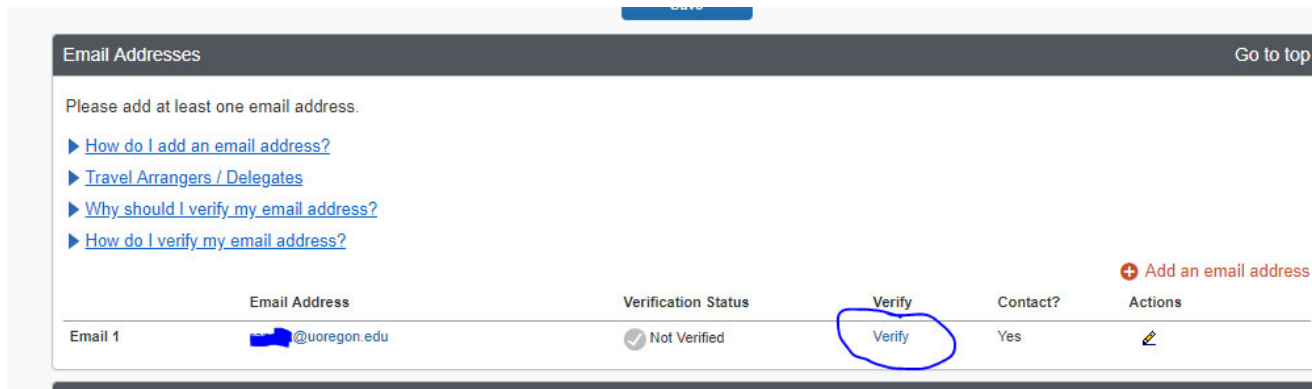 Save
Email Addresses Go to top
Please add at least one email address.
How do I add an email address?
Travel Arrangers / Delegates
Why should I verify my email address?
How do I verify my email address?
Add an email address
Email Address Verification Status Verify Contact? Actions
Email 1 @uoregon.edu Not Verified Verify Yes